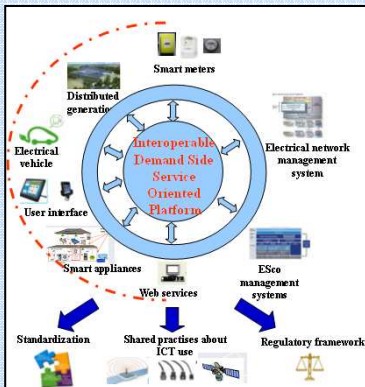 Smart meters
Distributed
generation
Electrical
vehicle
User interface
Smart appliances
Interoperable
Demand Side
Service
Oriented
Platform
Electrical network
management
system
Web services
ESco
management
systems
Standardization
Shared practises about
ICT use
Regulatory framework